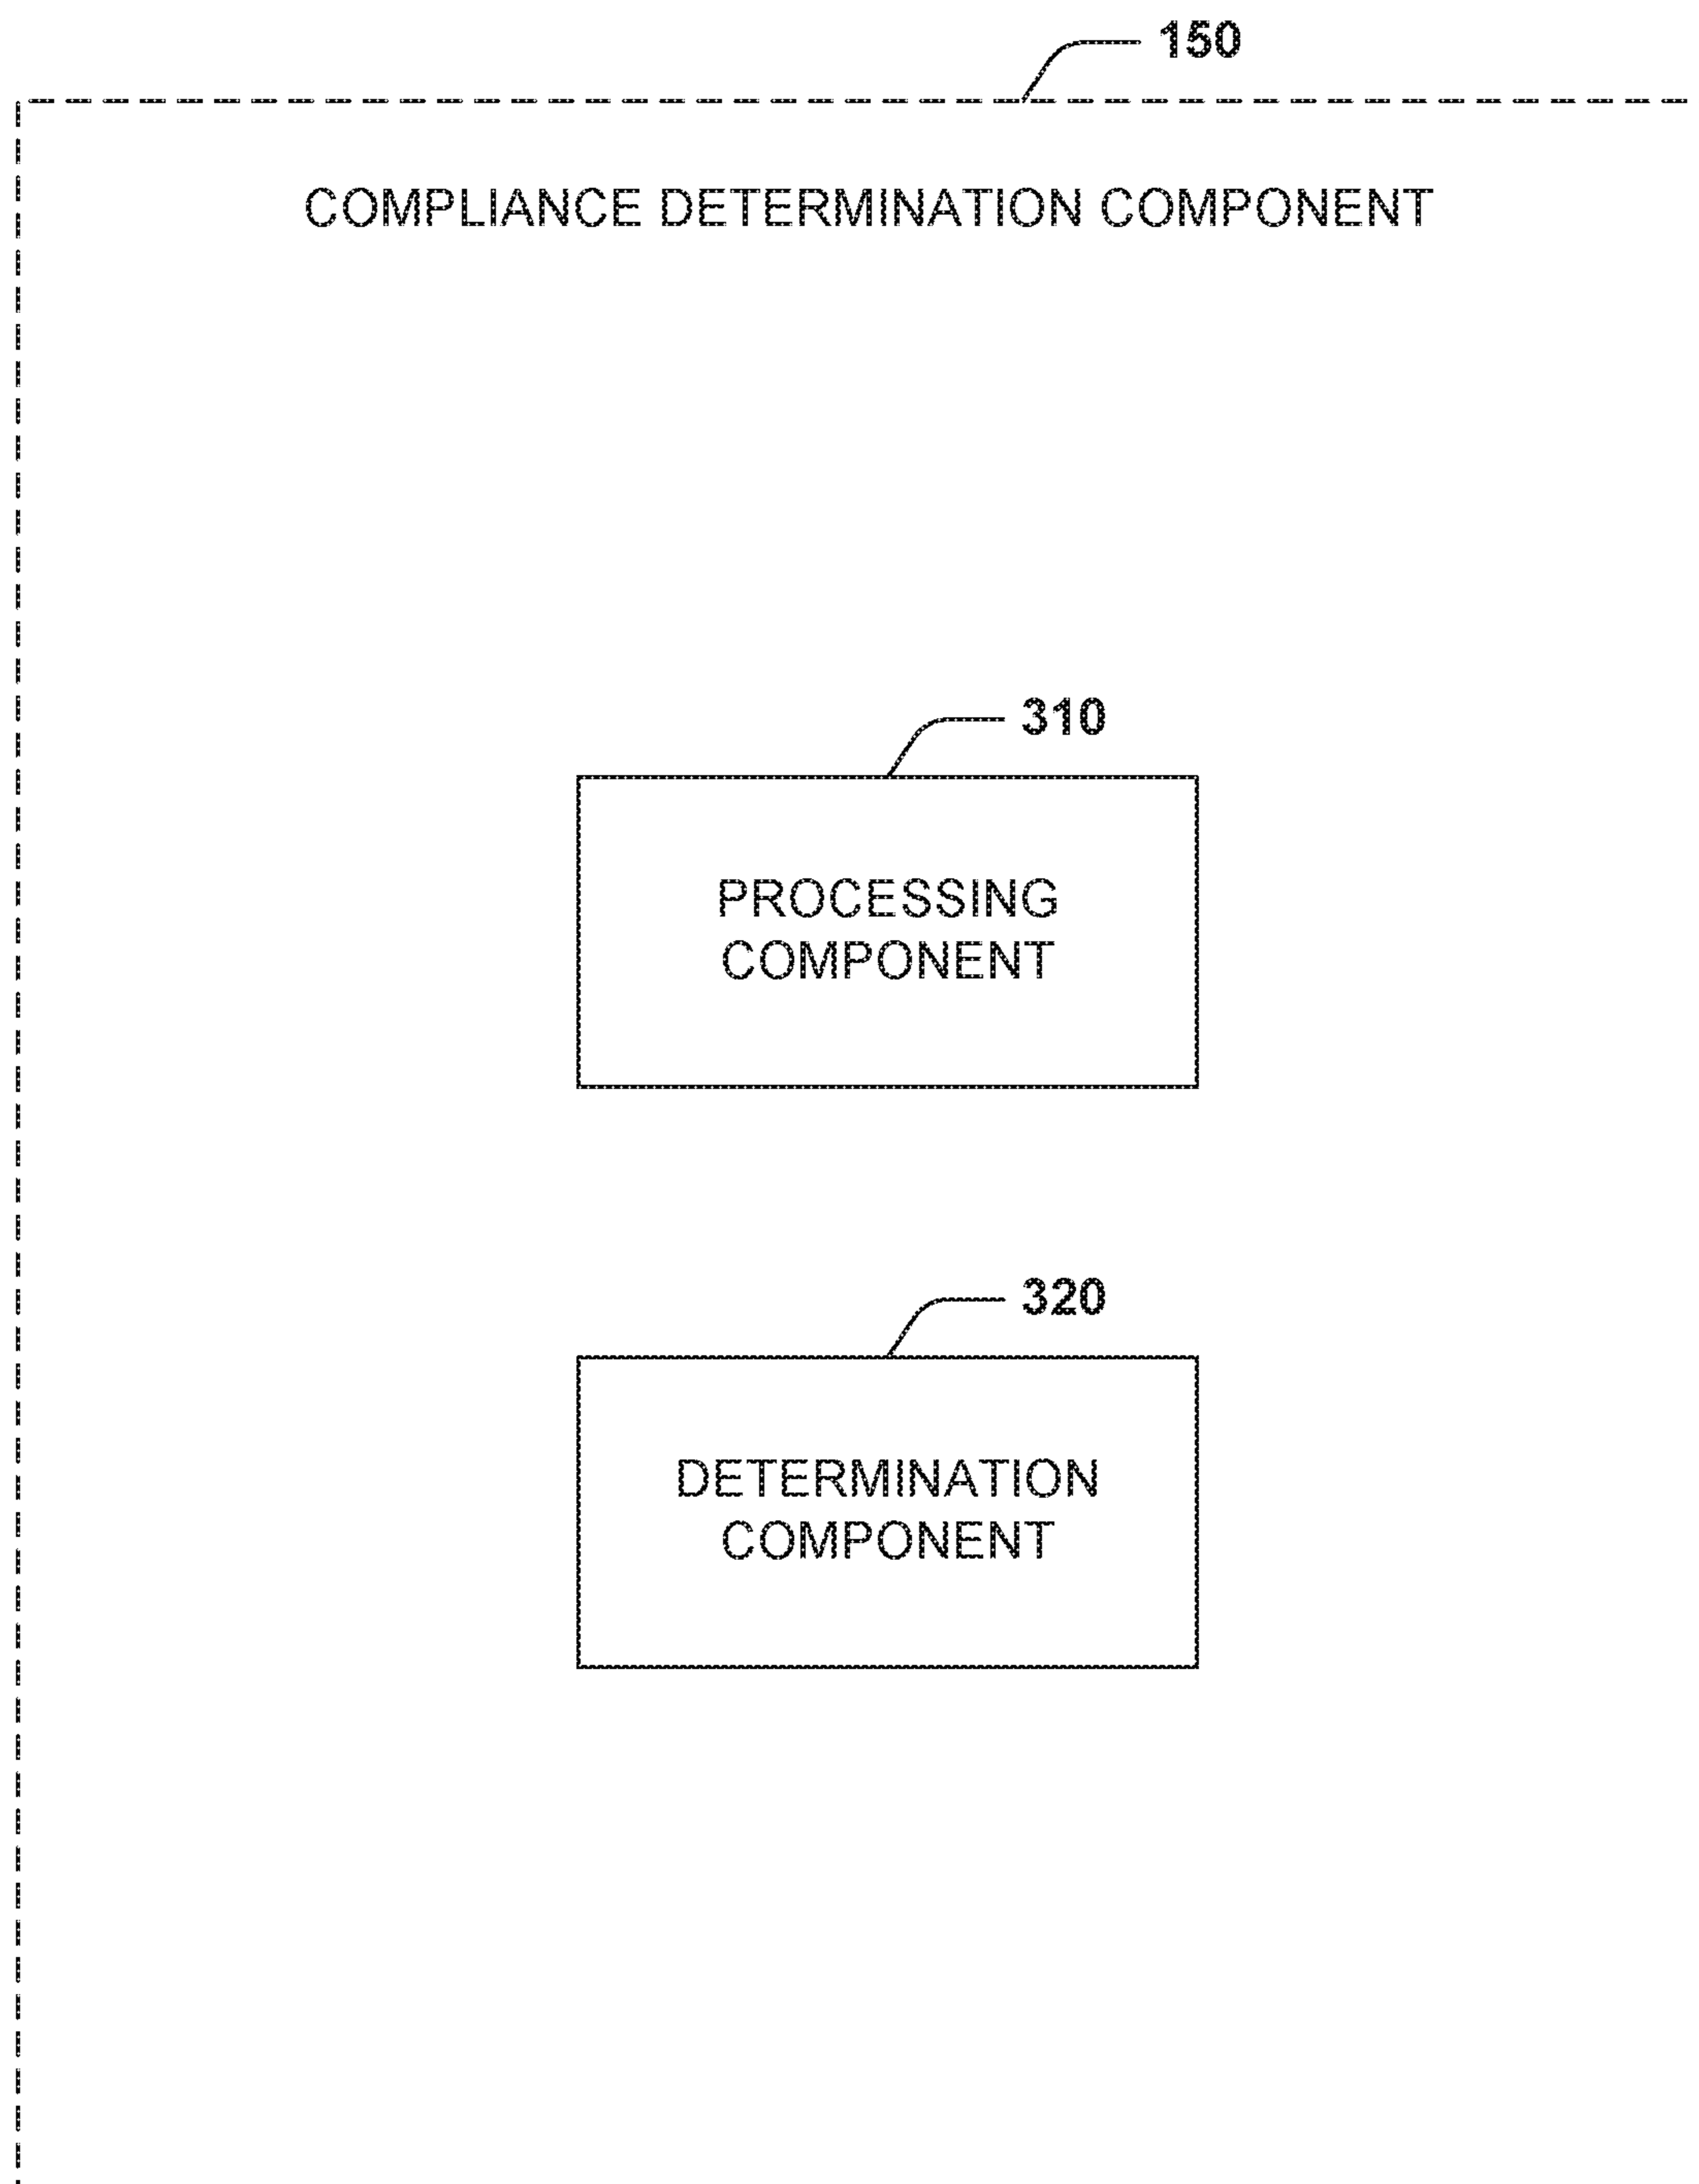 150
COMPLIANCE DETERMINATION COMPONENT
310
PROCESSING
COMPONENT
320
DETERMINATION
COMPONENT